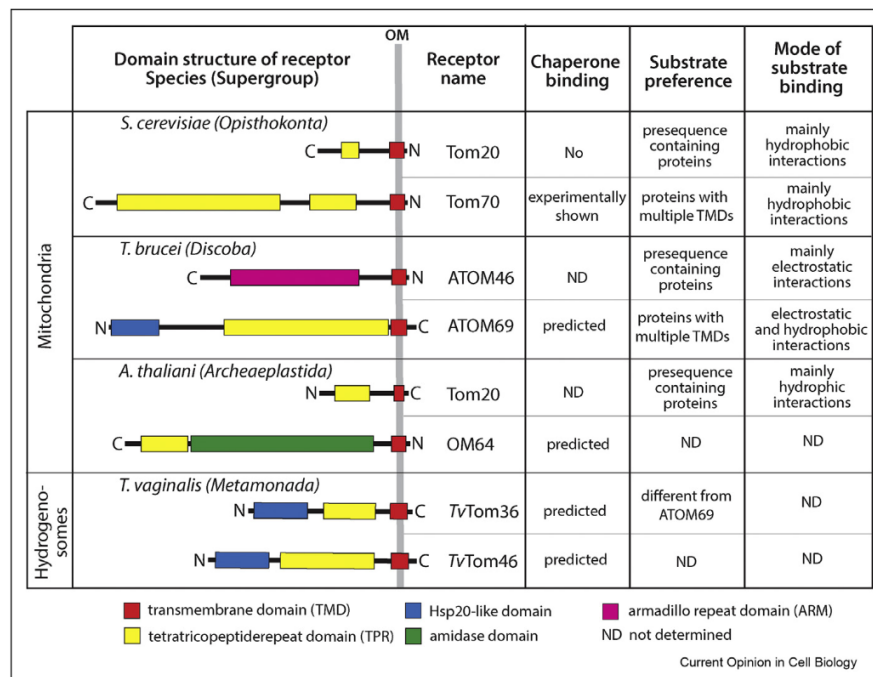 OM
Domain structure of receptor
Species (Supergroup)
Receptor
name
Chaperone
binding
Substrate
preference
Mode of
substrate
binding
Mitochondria
S. cerevisiae (Opisthokonta)
C
N
Tom20
No
presequence
containing
proteins
mainly
hydrophobic
interactions
C
N
Tom70
experimentally
shown
proteins with
multiple TMDs
mainly
hydrophobic
interactions
T. brucei (Discoba)
C
N
ATOM46
ND
presequence
containing
proteins
mainly
electrostatic
interactions
N
C
ATOM69
predicted
proteins with
multiple TMDs
electrostatic
and hydrophobic
interactions
A. thaliani (Archeaeplastida)
N
C
Tom20
ND
presequence
containing
proteins
mainly
hydrophic
interactions
C
N
OM64
predicted
ND
ND
Hydrogeno-
somes
T. vaginalis (Metamonada)
N
C
TvTom36
predicted
different from
ATOM69
ND
N
C
TvTom46
predicted
ND
ND
transmembrane domain (TMD)
Hsp20-like domain
armadillo repeat domain (ARM)
tetratricopeptiderepeat domain (TPR)
amidase domain
ND not determined
Current Opinion in Cell Biology